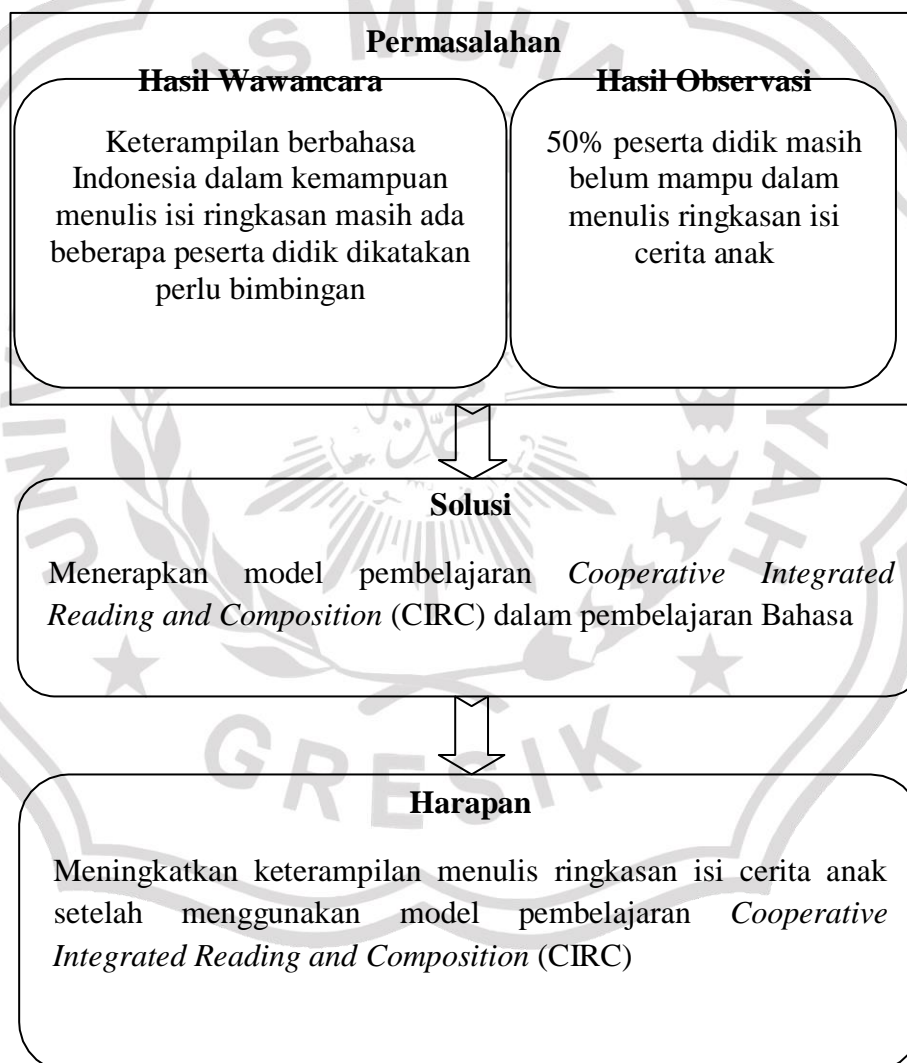 Permasalahan
Hasil Wawancara
Keterampilan berbahasa
Indonesia dalam kemampuan
menulis isi ringkasan masih ada
beberapa peserta didik dikatakan
perlu bimbingan
Hasil Observasi
50% peserta didik masih
belum mampu dalam
menulis ringkasan isi
cerita anak
Solusi
Menerapkan model pembelajaran Cooperative Integrated
Reading and Composition (CIRC) dalam pembelajaran Bahasa
Harapan
Meningkatkan keterampilan menulis ringkasan isi cerita anak
setelah menggunakan model pembelajaran Cooperative
Integrated Reading and Composition (CIRC)
GRESIK